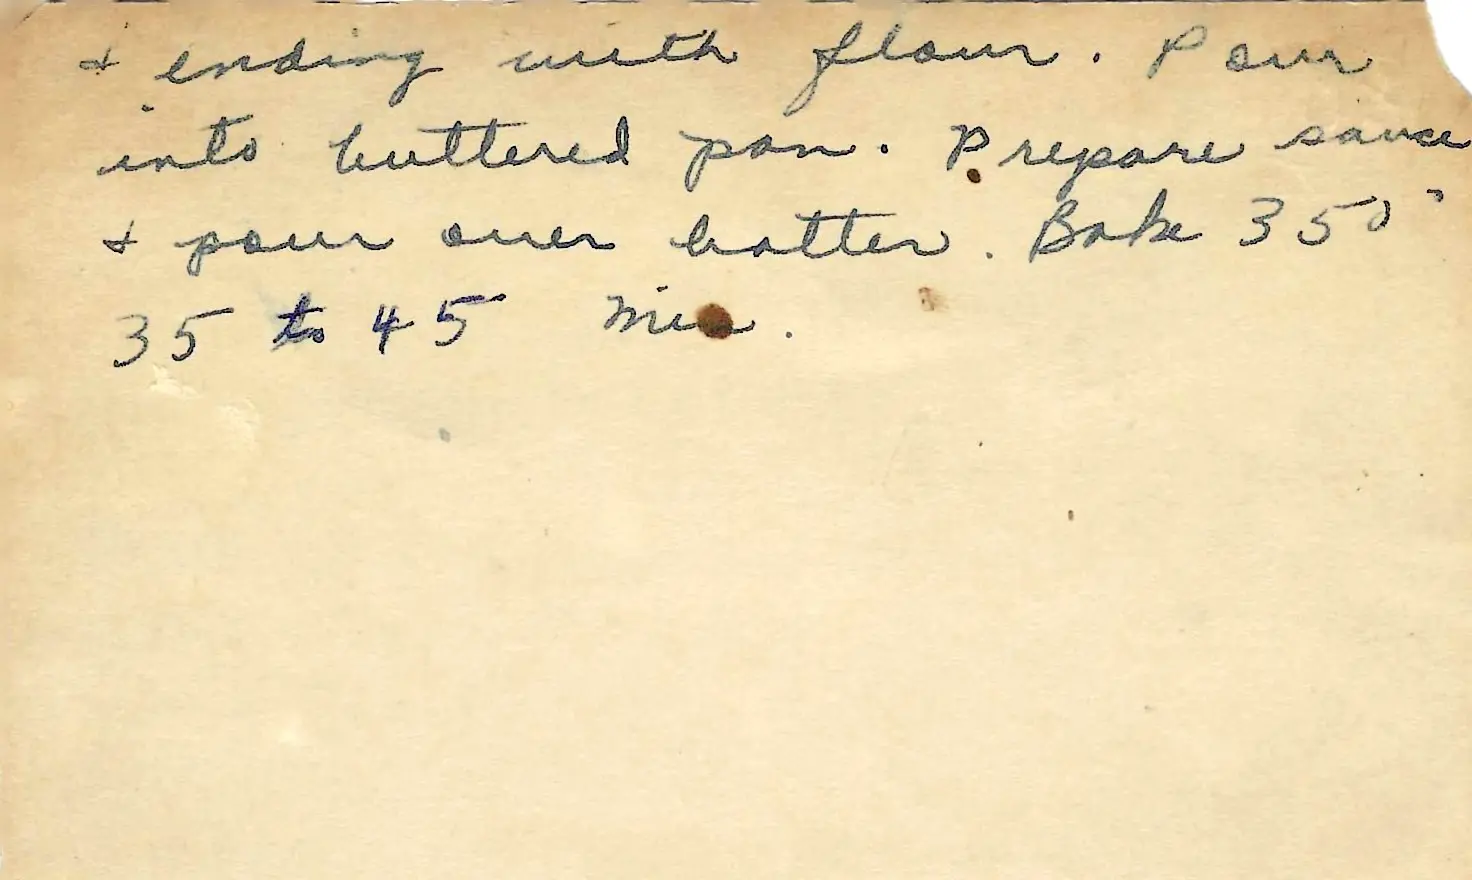 & ending with flour. Pour
into buttered pan. Prepare sauce
& pour over batter. Bake 350°
35 to 45 Min.